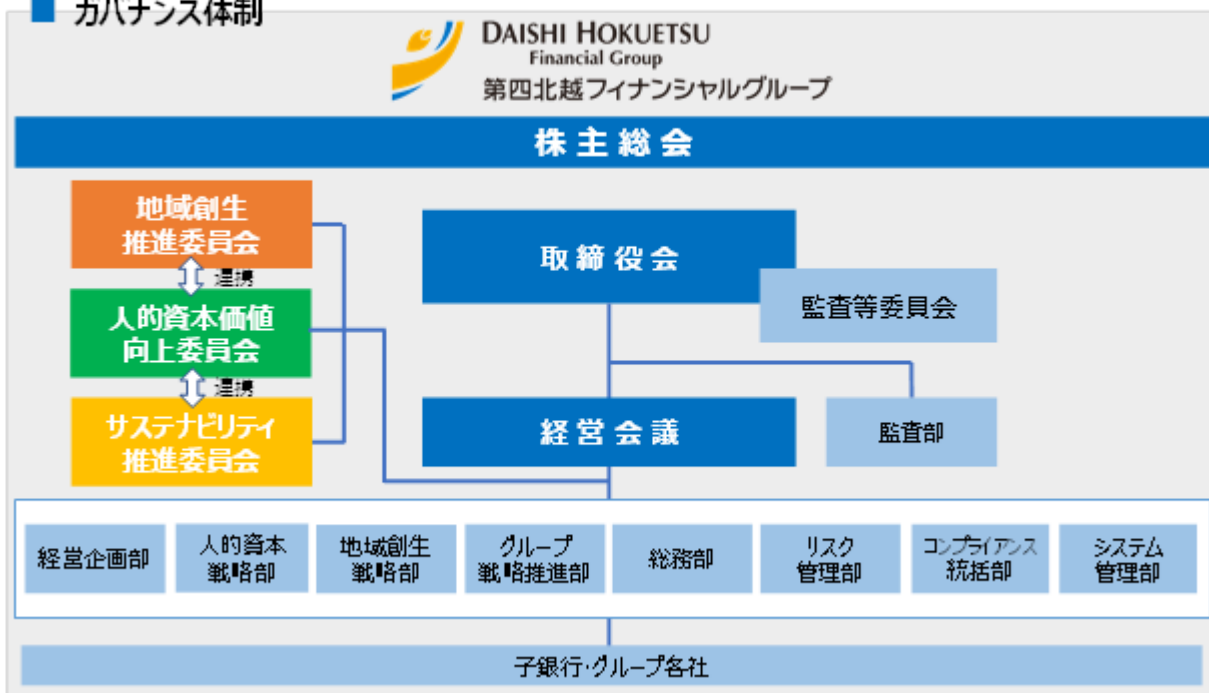 ガバナンス体制
DAISHI HOKUETSU
Financial Group
第四北越フィナンシャルグループ
株主総会
地域創生
推進委員会
連携
人的資本価値
向上委員会
連携
サステナビリティ
推進委員会
取締役会
監査等委員会
経営会議
監査部
経営企画部
人的資本
戦略部
地域創生
戦略部
グループ
戦略推進部
総務部
リスク
管理部
コンプライアンス
統括部
システム
管理部
子銀行・グループ各社